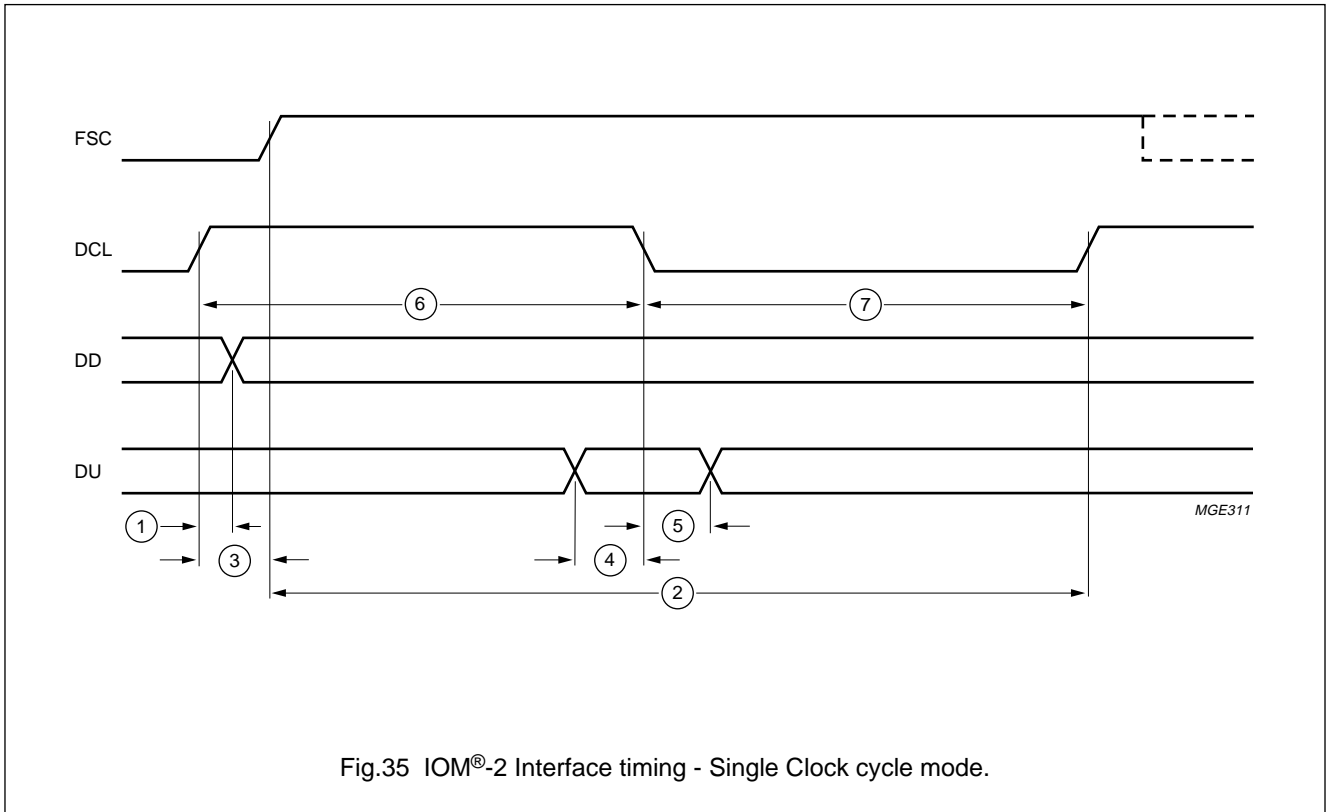 FSC
DCL
6
7
DD
DU
MGE311
1
5
3
4
2
Fig.35 IOM®-2 Interface timing - Single Clock cycle mode.